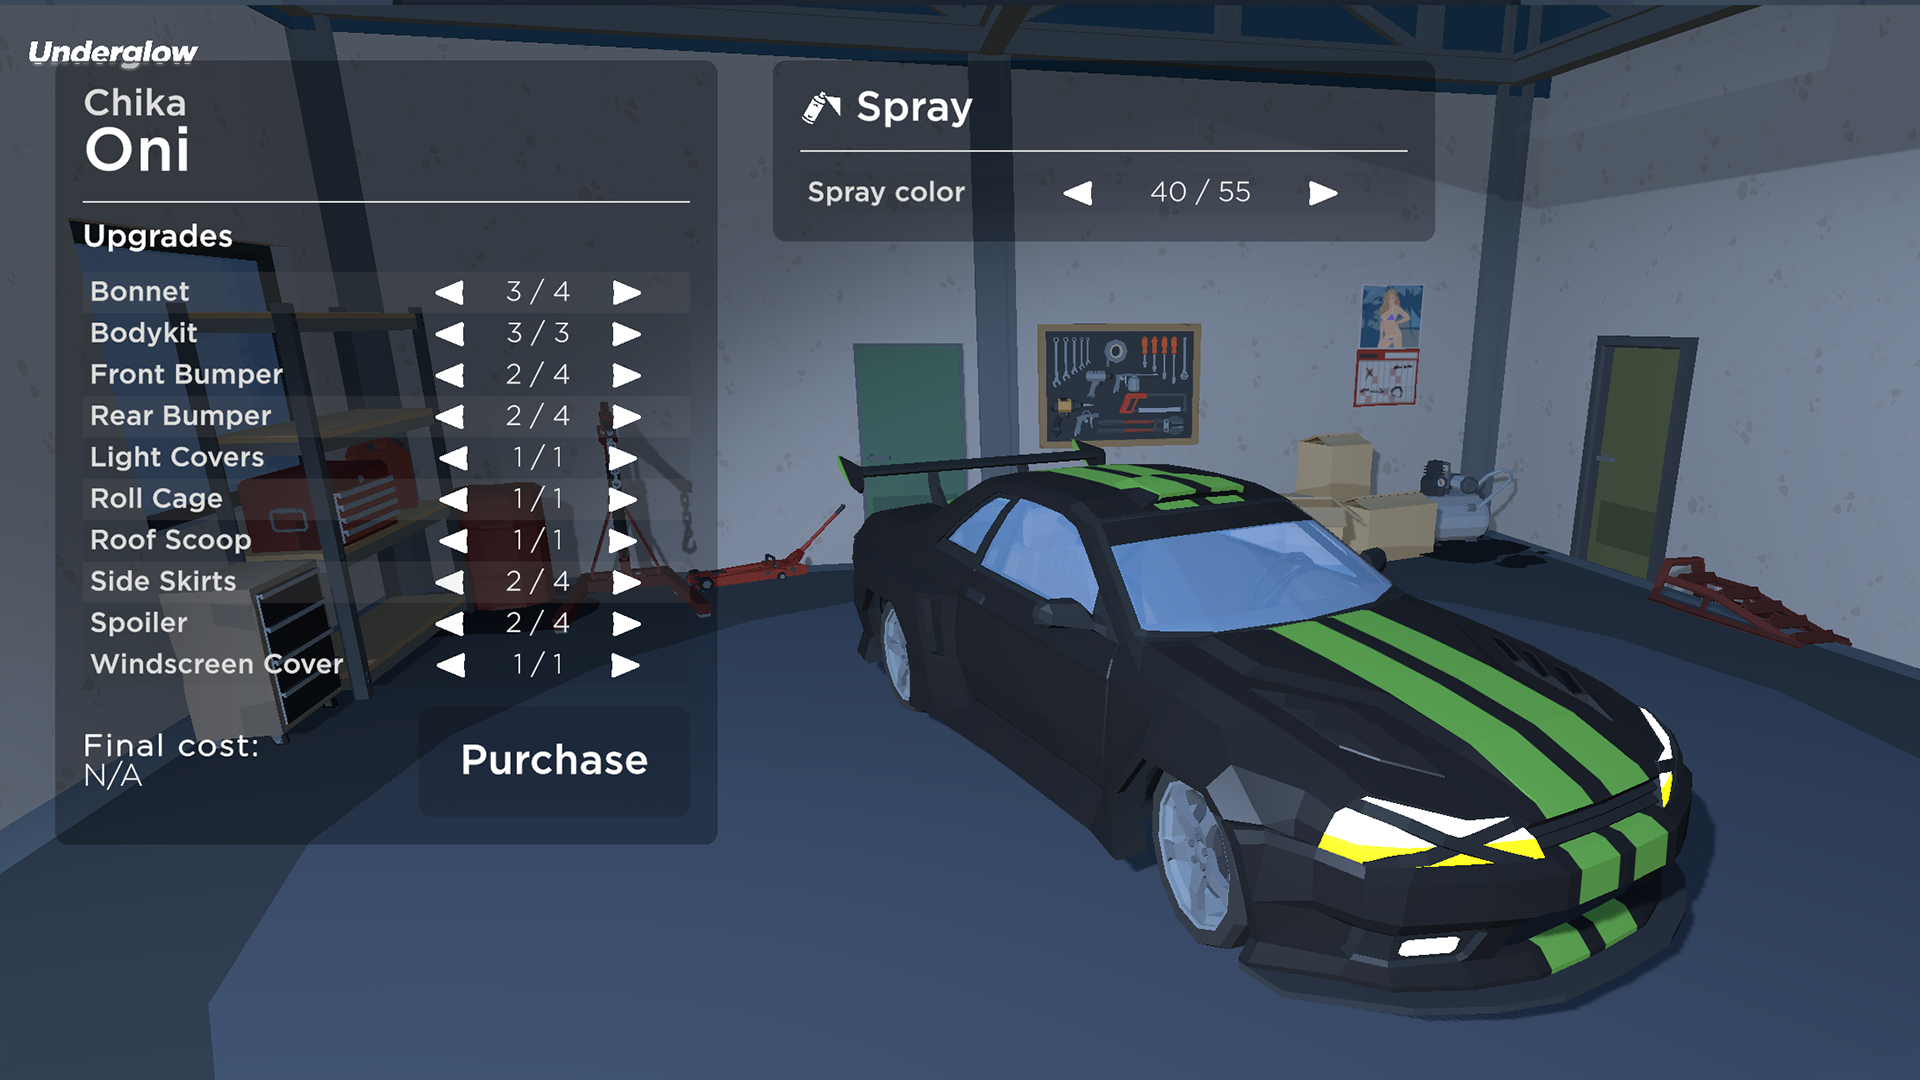 Underglow
Chika
Oni
Upgrades
Bonnet 3 / 4
Bodykit 3 / 3
Front Bumper 2 / 4
Rear Bumper 2 / 4
Light Covers 1 / 1
Roll Cage 1 / 1
Roof Scoop 1 / 1
Side Skirts 2 / 4
Spoiler 2 / 4
Windscreen Cover 1 / 1
Final cost:
N/A
Purchase
Spray
Spray color 40 / 55